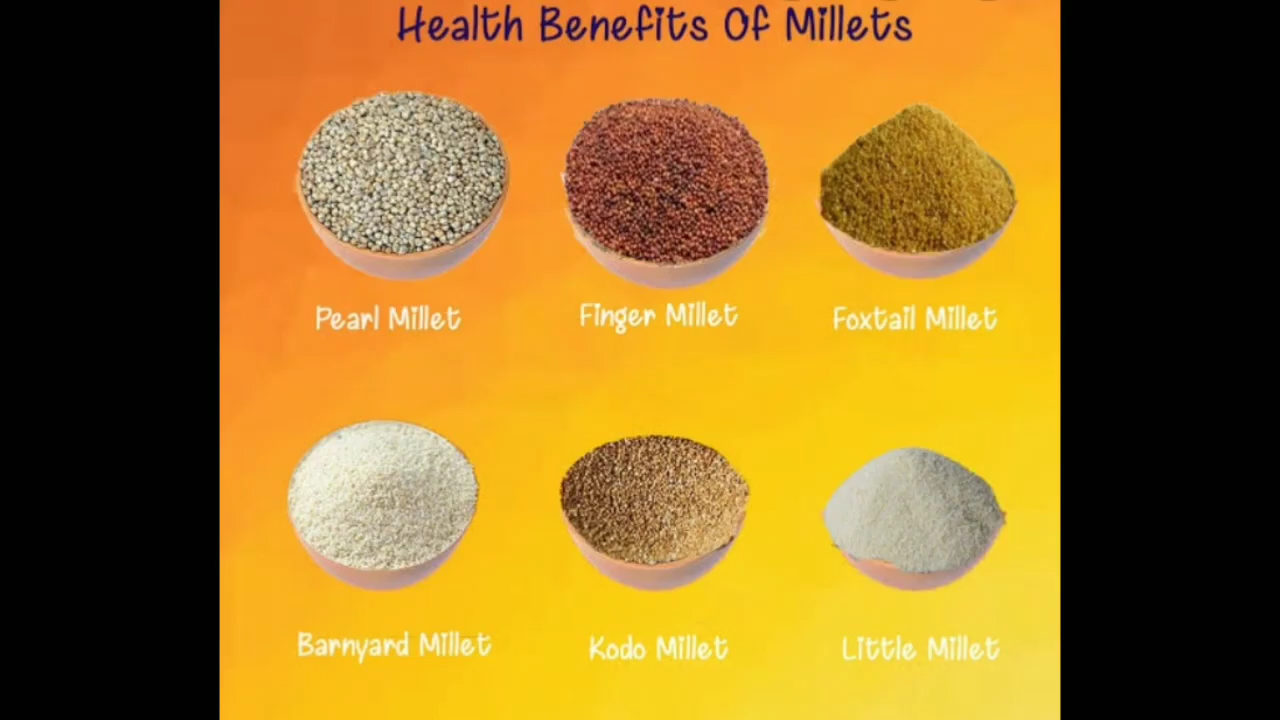 Health Benefits Of Millets
Pearl Millet
Finger Millet
Foxtail Millet
Barnyard Millet
Kodo Millet
Little Millet